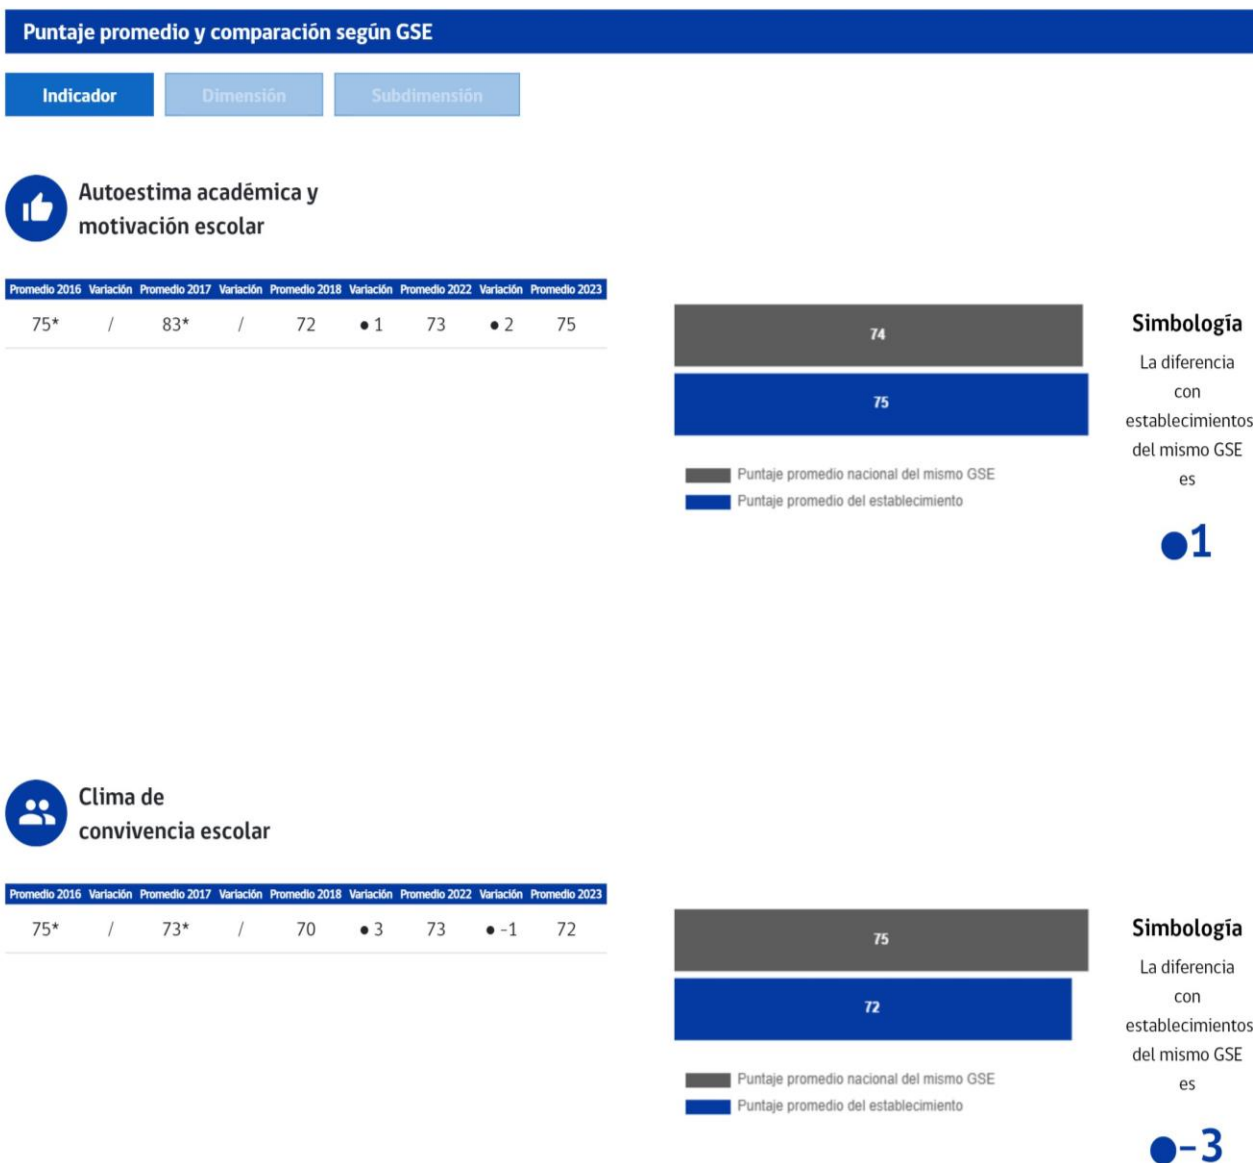 Puntaje promedio y comparación según GSE
Indicador
Dimensión
Subdimensión
Autoestima académica y
motivación escolar
Promedio 2016 Variación Promedio 2017 Variación Promedio 2018 Variación Promedio 2022 Variación Promedio 2023
75* / 83* / 72 ● 1 73 ● 2 75
74
75
Puntaje promedio nacional del mismo GSE
Puntaje promedio del establecimiento
Simbología
La diferencia
con
establecimientos
del mismo GSE
es
●1
Clima de
convivencia escolar
Promedio 2016 Variación Promedio 2017 Variación Promedio 2018 Variación Promedio 2022 Variación Promedio 2023
75* / 73* / 70 ● 3 73 ● -1 72
75
72
Puntaje promedio nacional del mismo GSE
Puntaje promedio del establecimiento
Simbología
La diferencia
con
establecimientos
del mismo GSE
es
●-3